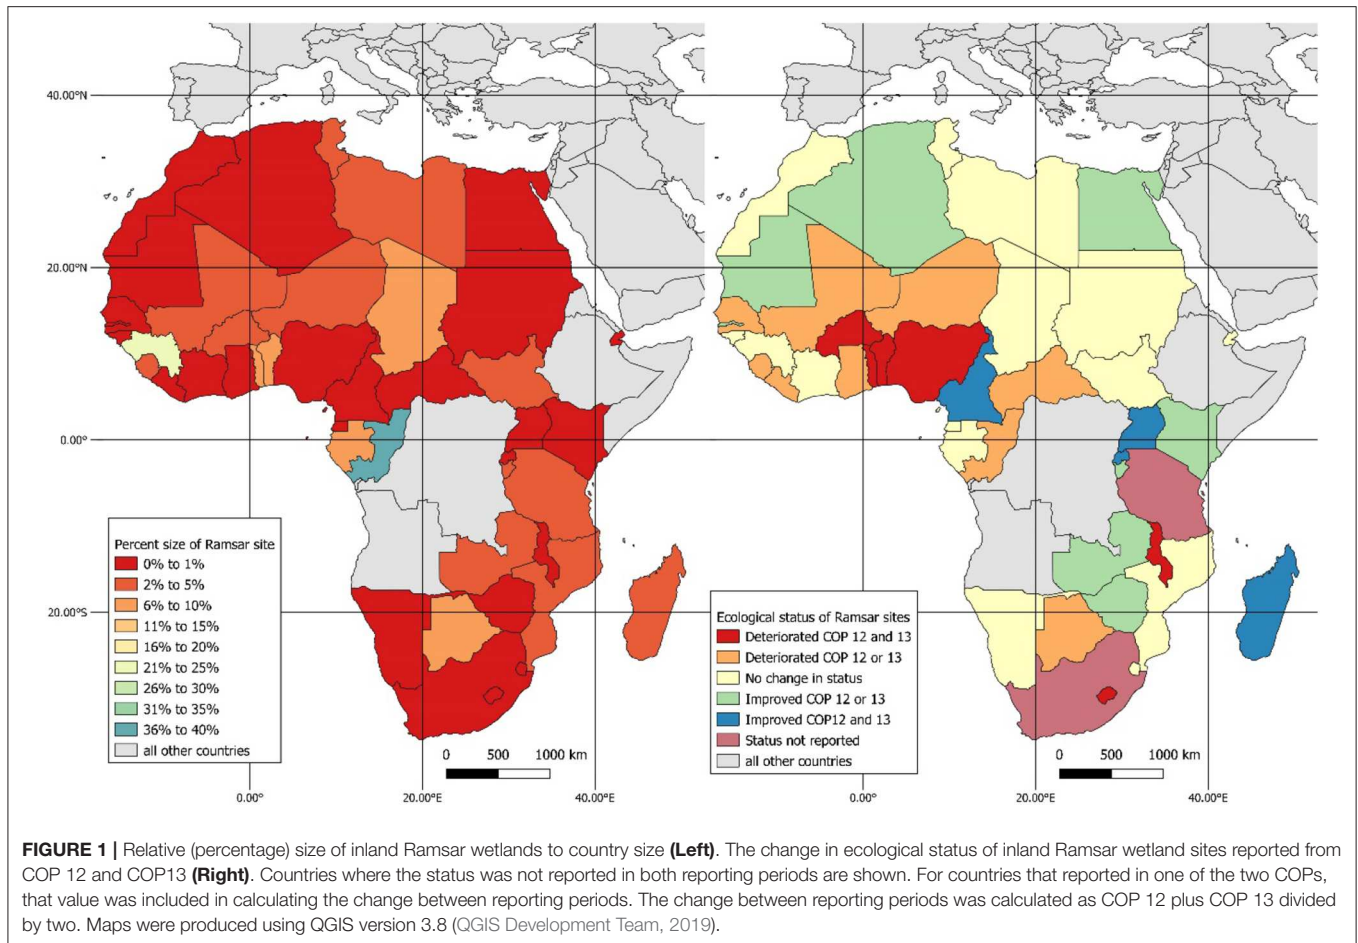 40.00°N
20.00°N
0.00°
20.00°S
Percent size of Ramsar site
0% to 1%
2% to 5%
6% to 10%
11% to 15%
16% to 20%
21% to 25%
26% to 30%
31% to 35%
36% to 40%
all other countries
0 500 1000 km
0.00° 20.00°E 40.00°E
Ecological status of Ramsar sites
Deteriorated COP 12 and 13
Deteriorated COP 12 or 13
No change in status
Improved COP 12 or 13
Improved COP12 and 13
Status not reported
all other countries
0 500 1000 km
0.00° 20.00°E 40.00°E
FIGURE 1 | Relative (percentage) size of inland Ramsar wetlands to country size (Left). The change in ecological status of inland Ramsar wetland sites reported from
COP 12 and COP13 (Right). Countries where the status was not reported in both reporting periods are shown. For countries that reported in one of the two COPs,
that value was included in calculating the change between reporting periods. The change between reporting periods was calculated as COP 12 plus COP 13 divided
by two. Maps were produced using QGIS version 3.8 (QGIS Development Team, 2019).